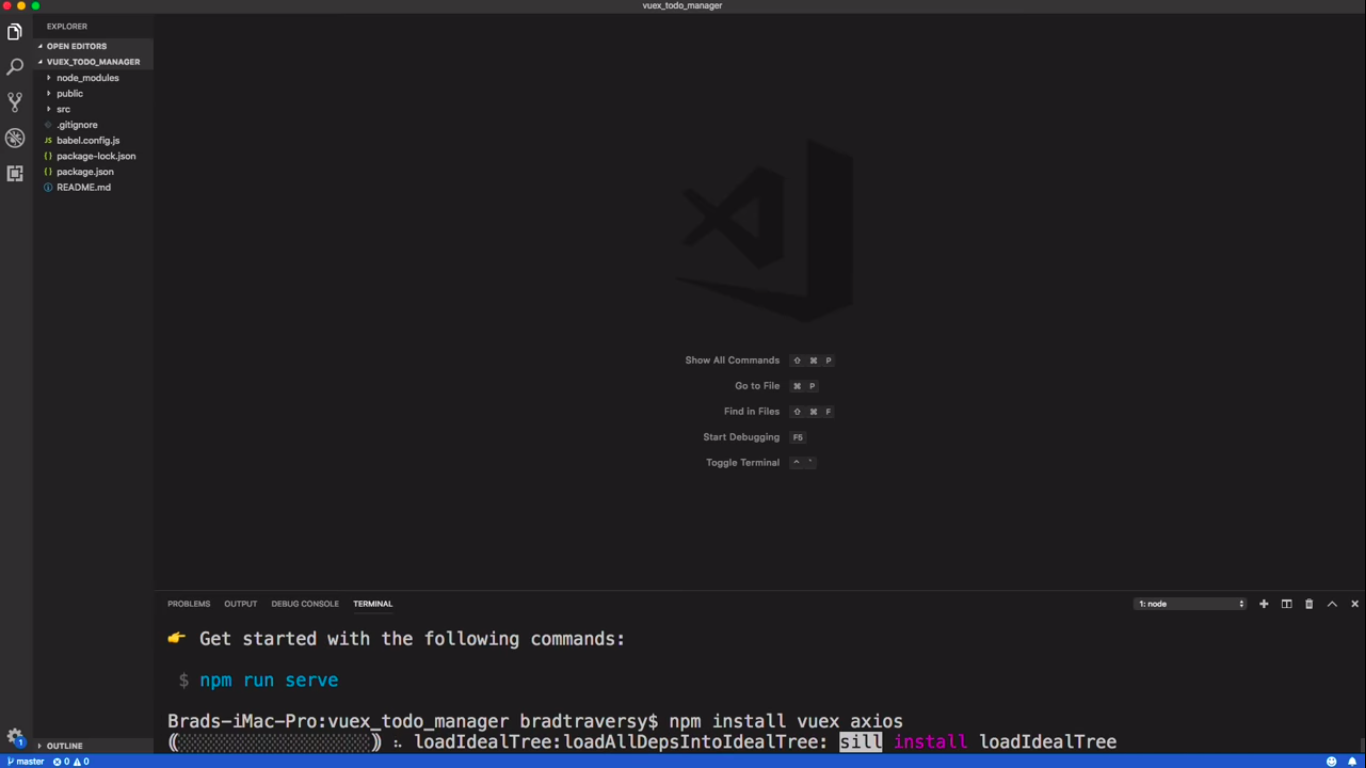 vuex_todo_manager
EXPLORER
OPEN EDITORS
VUEX_TODO_MANAGER
node_modules
public
src
.gitignore
JS babel.config.js
{} package-lock.json
{} package.json
README.md
Show All Commands ⇧ ⌘ P
Go to File ⌘ P
Find in Files ⇧ ⌘ F
Start Debugging F5
Toggle Terminal ^ `
PROBLEMS OUTPUT DEBUG CONSOLE TERMINAL 1: node
👉 Get started with the following commands:
$ npm run serve
Brads-iMac-Pro:vuex_todo_manager bradtraversy$ npm install vuex axios
(░░░░░░░░░░░░░░░░░░) ⠦ loadIdealTree:loadAllDepsIntoIdealTree: sill install loadIdealTree
1
OUTLINE
master 0 0